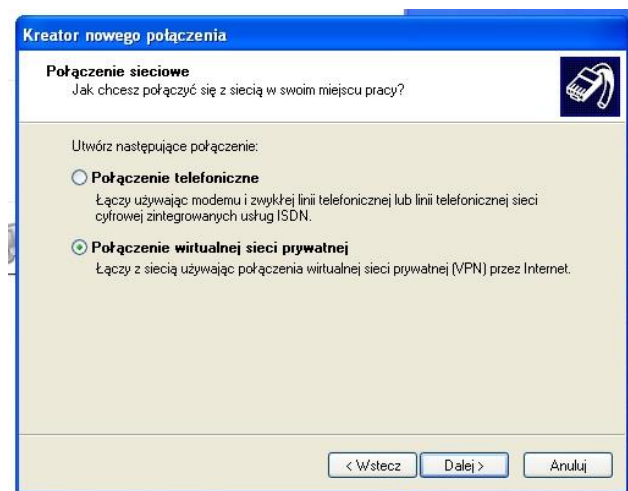 Kreator nowego połączenia
Połączenie sieciowe
Jak chcesz połączyć się z siecią w swoim miejscu pracy?
Utwórz następujące połączenie:
Połączenie telefoniczne
Łączy używając modemu i zwykłej linii telefonicznej lub linii telefonicznej sieci
cyfrowej zintegrowanych usług ISDN.
Połączenie wirtualnej sieci prywatnej
Łączy z siecią używając połączenia wirtualnej sieci prywatnej (VPN) przez Internet.
< Wstecz
Dalej >
Anuluj